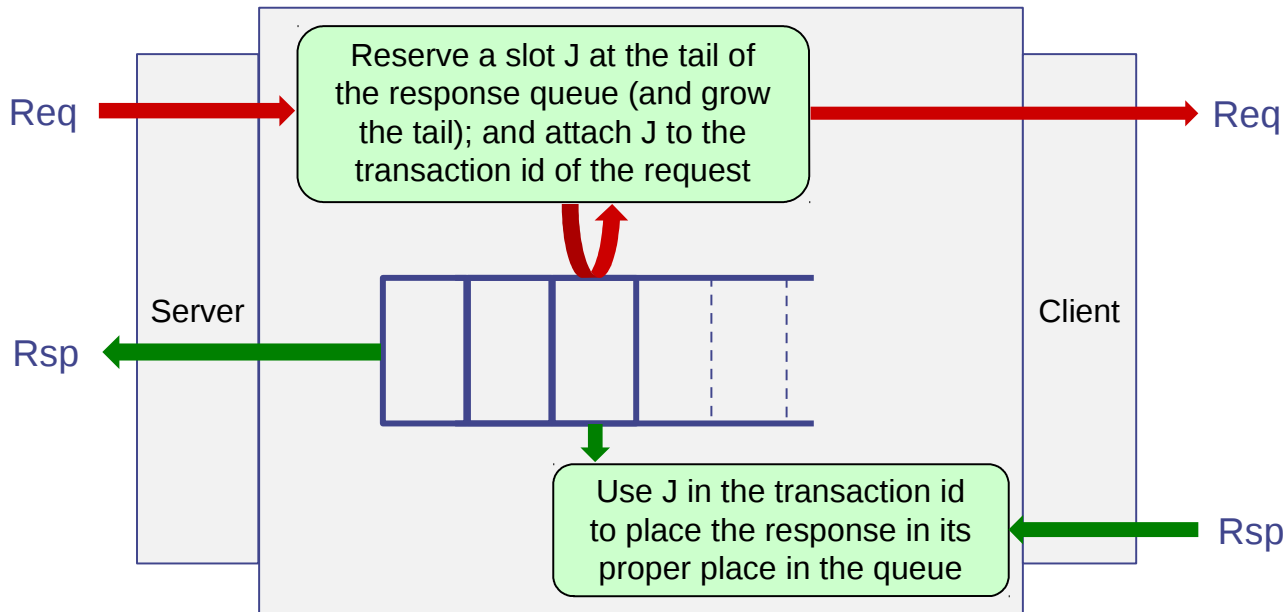 Reserve a slot J at the tail of
the response queue (and grow
the tail); and attach J to the
transaction id of the request
Req
Req
Server
Client
Rsp
Use J in the transaction id
to place the response in its
proper place in the queue
Rsp